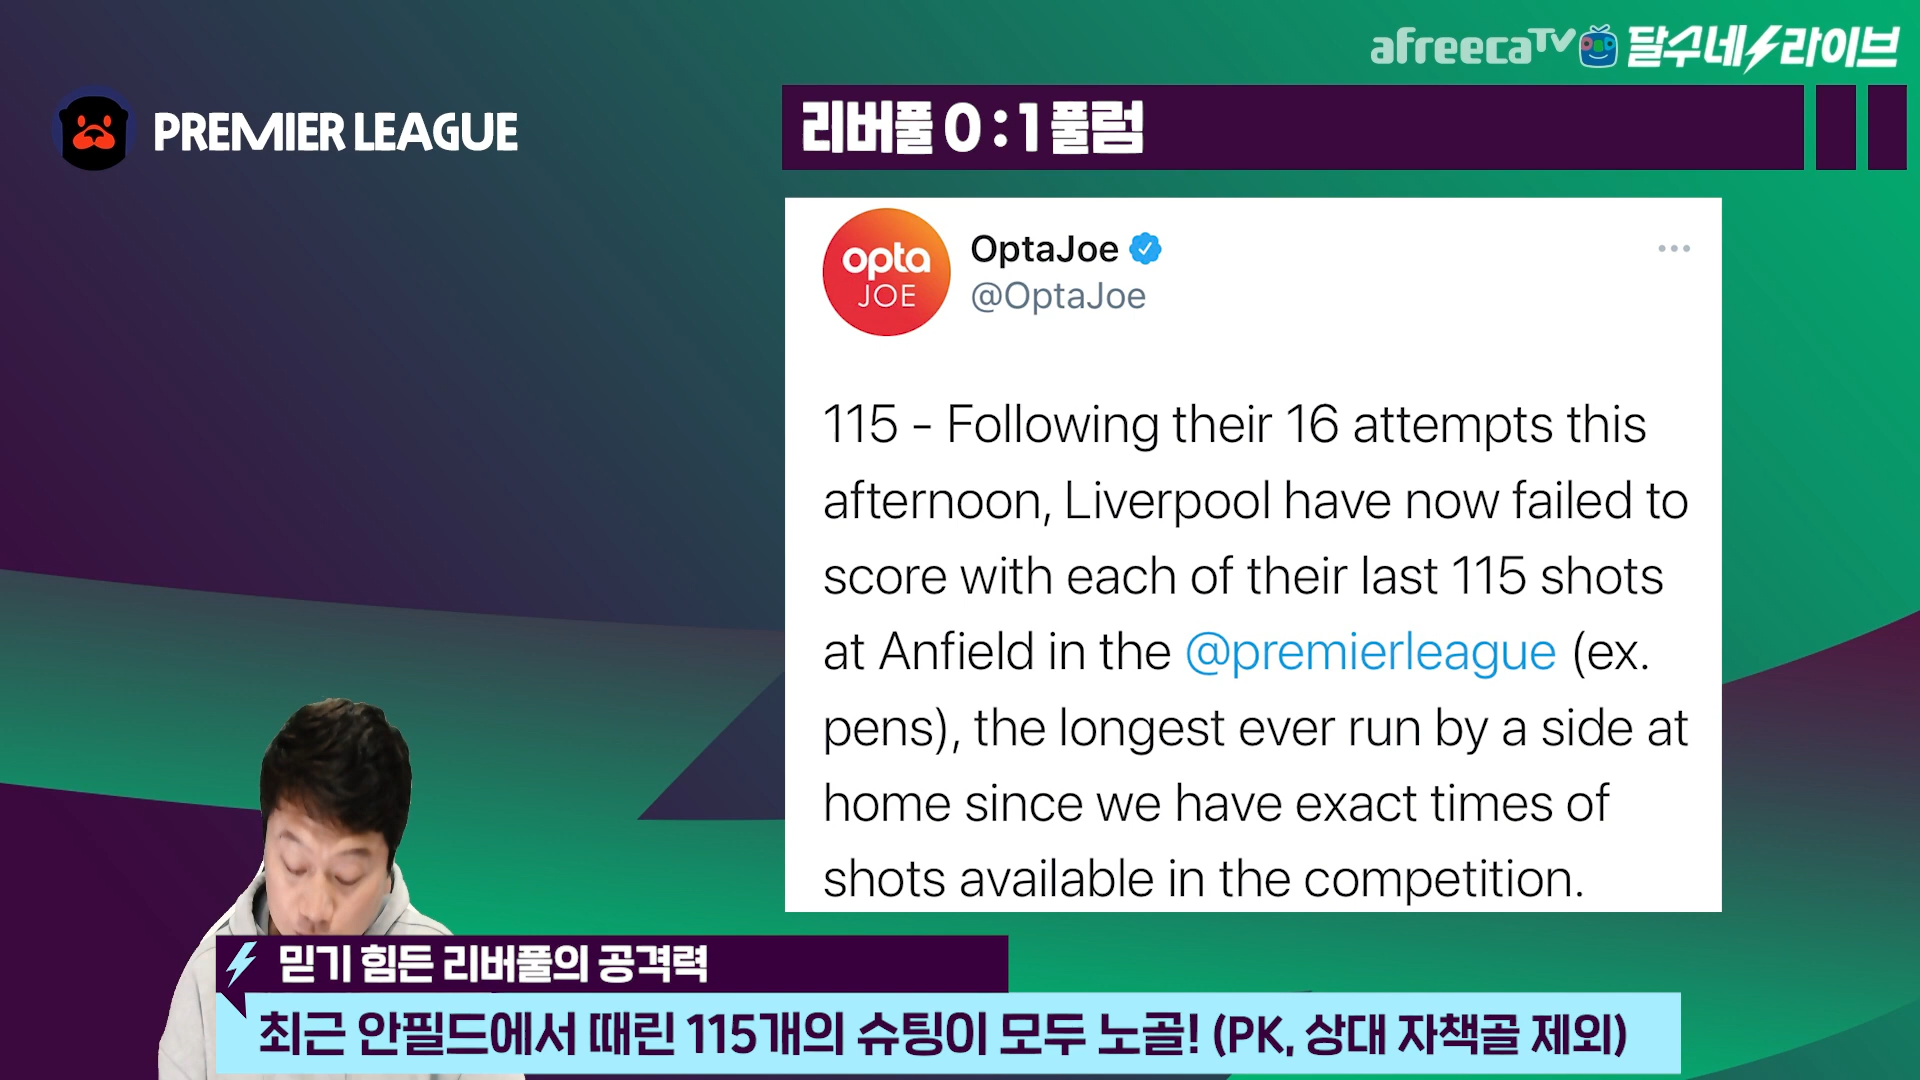 afreecaTV 달수네라이브
PREMIER LEAGUE
리버풀 0 : 1 풀럼
opta
JOE
OptaJoe
@OptaJoe
115 - Following their 16 attempts this
afternoon, Liverpool have now failed to
score with each of their last 115 shots
at Anfield in the @premierleague (ex.
pens), the longest ever run by a side at
home since we have exact times of
shots available in the competition.
믿기 힘든 리버풀의 공격력
최근 안필드에서 때린 115개의 슈팅이 모두 노골! (PK, 상대 자책골 제외)